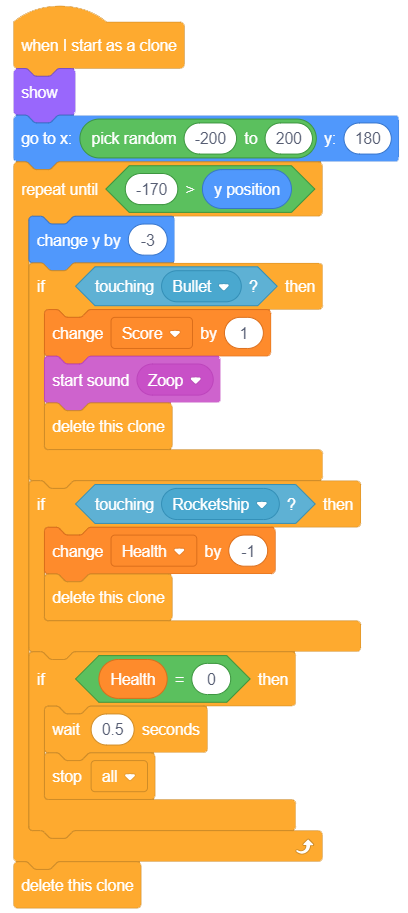 when I start as a clone
show
go to x: pick random -200 to 200 y: 180
repeat until -170 > y position
change y by -3
if touching Bullet ? then
change Score by 1
start sound Zoop
delete this clone
if touching Rocketship ? then
change Health by -1
delete this clone
if Health = 0 then
wait 0.5 seconds
stop all
delete this clone